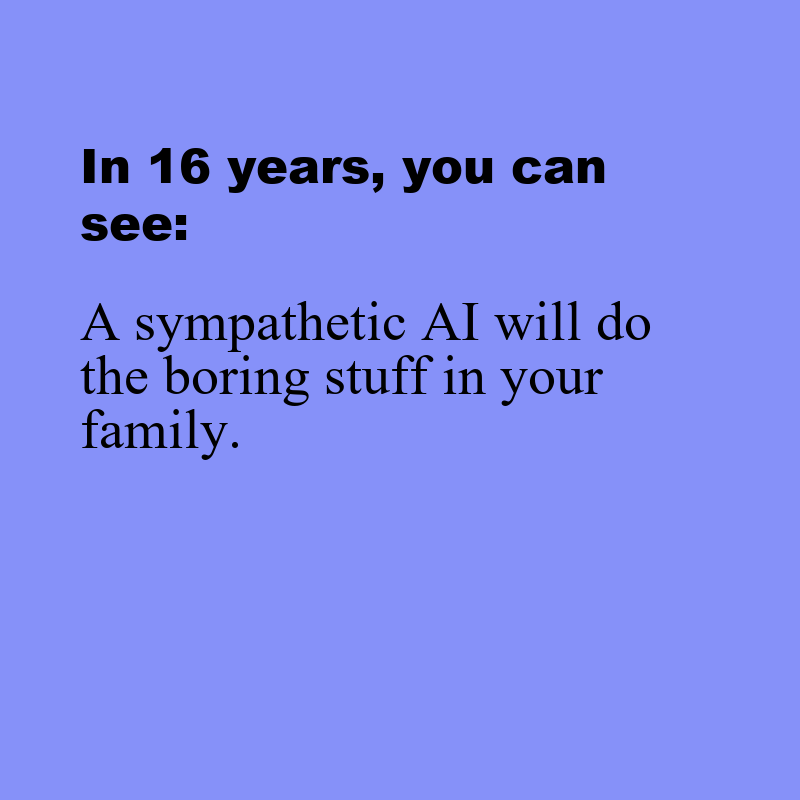 In 16 years, you can
see:
A sympathetic AI will do
the boring stuff in your
family.